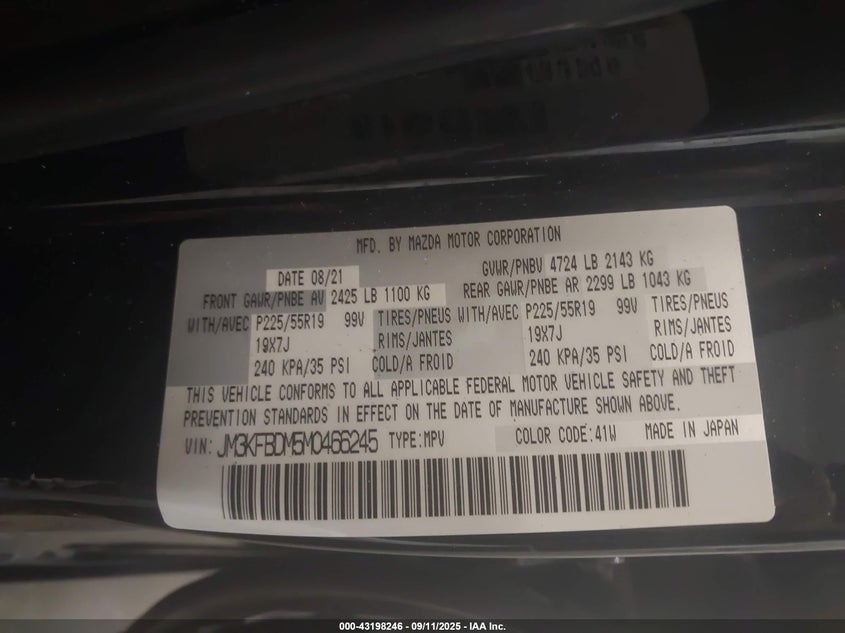 MFD. BY MAZDA MOTOR CORPORATION
DATE 08/21 GVWR/PNBV 4724 LB 2143 KG
FRONT GAWR/PNBE AV 2425 LB 1100 KG REAR GAWR/PNBE AR 2299 LB 1043 KG
WITH/AVEC P225/55R19 99V TIRES/PNEUS WITH/AVEC P225/55R19 99V TIRES/PNEUS
19X7J RIMS/JANTES 19X7J RIMS/JANTES
240 KPA/35 PSI COLD/A FROID 240 KPA/35 PSI COLD/A FROID
THIS VEHICLE CONFORMS TO ALL APPLICABLE FEDERAL MOTOR VEHICLE SAFETY AND THEFT
PREVENTION STANDARDS IN EFFECT ON THE DATE OF MANUFACTURE SHOWN ABOVE.
VIN: JM3KFBDM5M0466245 TYPE:MPV COLOR CODE:41W MADE IN JAPAN
000-43198246 - 09/11/2025 - IAA Inc.